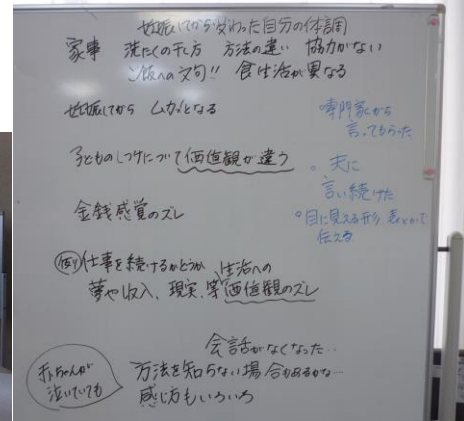 妊娠してから変わった自分の体調
家事 洗たくの干し方 方法の違い 協力がない
ご飯への文句!! 食生活が異なる
妊娠してから ムカッとなる
専門家から
言ってもらった
子どものしつけについて価値観が違う
。夫に
言い続けた
金銭感覚のズレ
。目に見える形、表とかで
伝える
仕事を続けるかどうか 生活への
夢や収入、現実、等価値観のズレ
会話がなくなった‥
赤ちゃんが
泣いていても
方法を知らない場合もあるかな…
感じ方もいろいろ